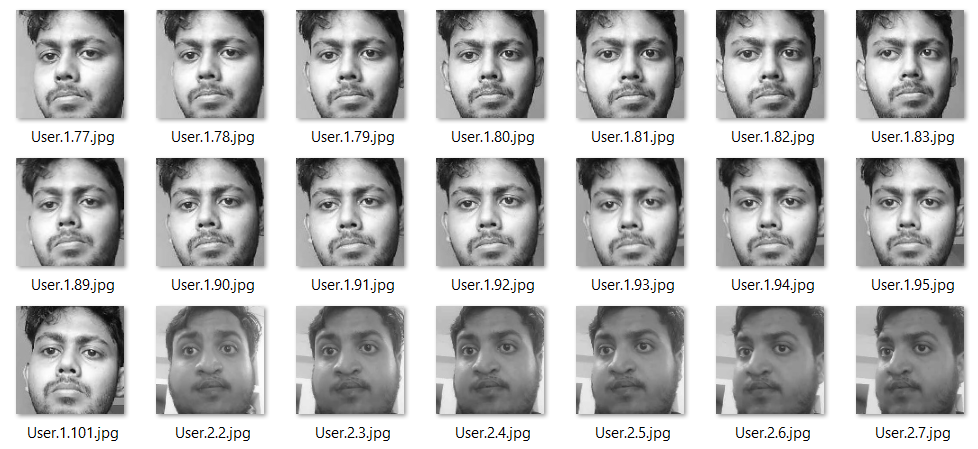 User.1.77.jpg User.1.78.jpg User.1.79.jpg User.1.80.jpg User.1.81.jpg User.1.82.jpg User.1.83.jpg
User.1.89.jpg User.1.90.jpg User.1.91.jpg User.1.92.jpg User.1.93.jpg User.1.94.jpg User.1.95.jpg
User.1.101.jpg User.2.2.jpg User.2.3.jpg User.2.4.jpg User.2.5.jpg User.2.6.jpg User.2.7.jpg